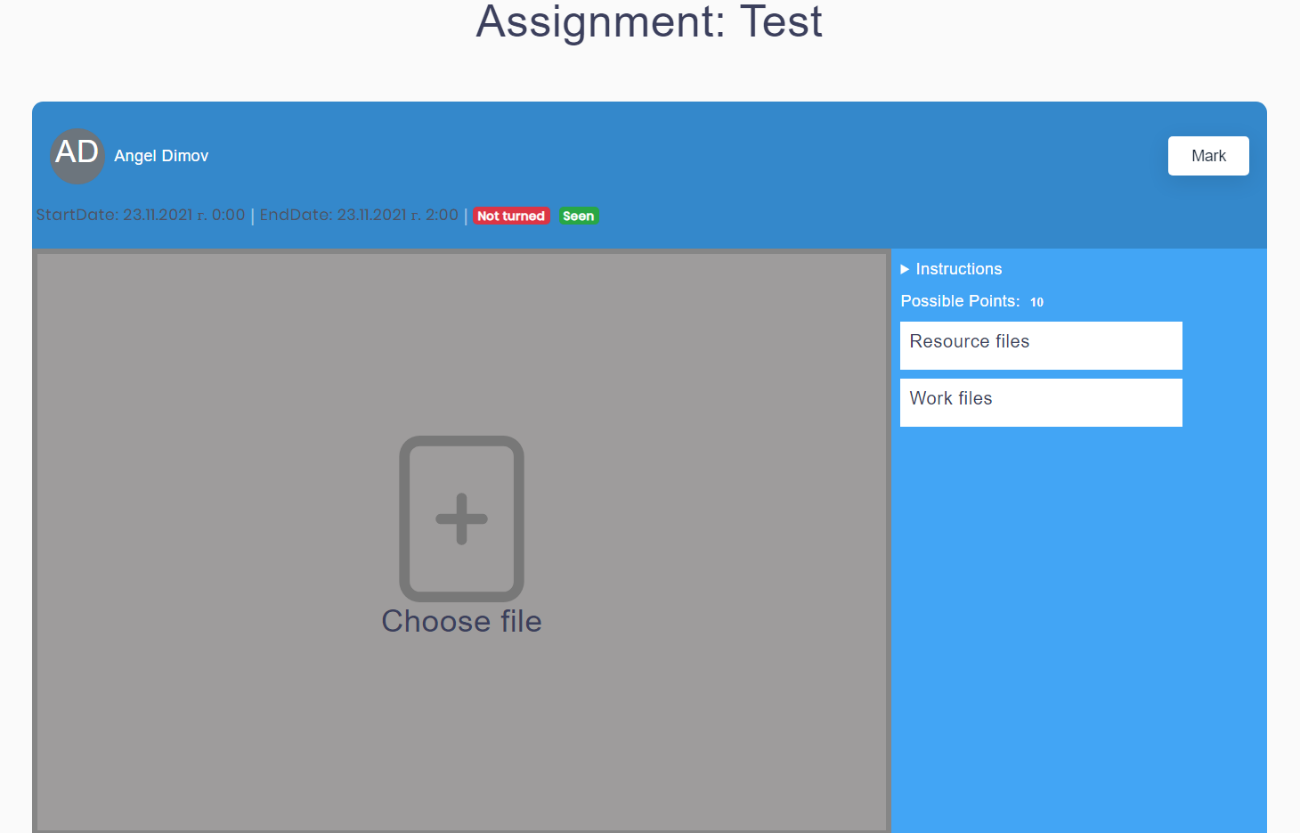 Assignment: Test
AD
Angel Dimov
Mark
StartDate: 23.11.2021 г. 0:00 | EndDate: 23.11.2021 г. 2:00 | Not turned Seen
Instructions
Possible Points: 10
Resource files
Work files
Choose file